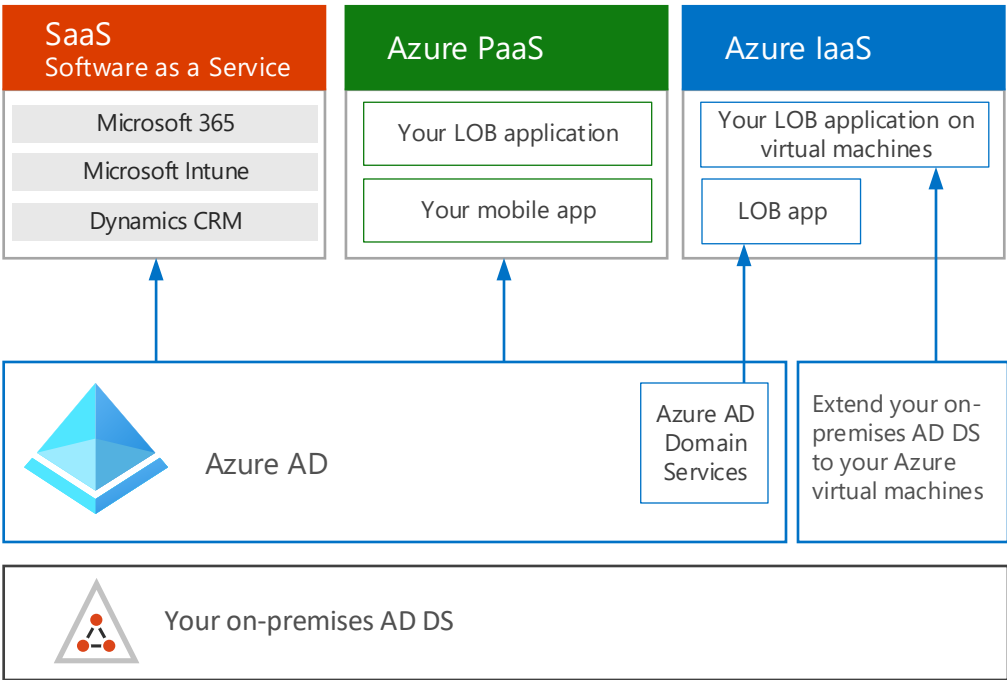 SaaS
Software as a Service
Microsoft 365
Microsoft Intune
Dynamics CRM
Azure PaaS
Your LOB application
Your mobile app
Azure IaaS
Your LOB application on
virtual machines
LOB app
Azure AD
Azure AD
Domain
Services
Extend your on-
premises AD DS
to your Azure
virtual machines
Your on-premises AD DS